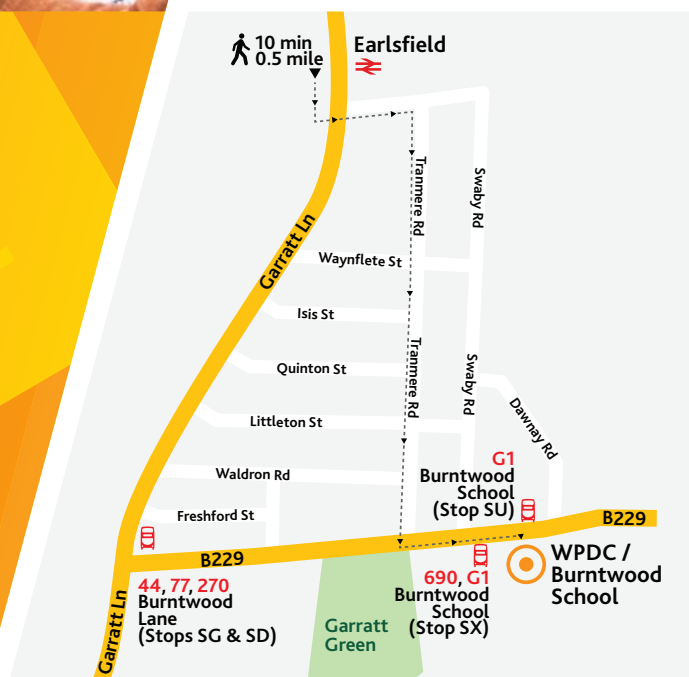 10 min
0.5 mile
Earlsfield
Tranmere Rd
Swaby Rd
Garratt Ln
Waynflete St
Isis St
Quinton St
Tranmere Rd
Swaby Rd
Dawnay Rd
Littleton St
Waldron Rd
Freshford St
G1
Burntwood
School
(Stop SU)
B229
B229
WPDC /
Burntwood
School
690, G1
Burntwood
School
(Stop SX)
44, 77, 270
Burntwood
Lane
(Stops SG & SD)
Garratt Ln
Garratt
Green